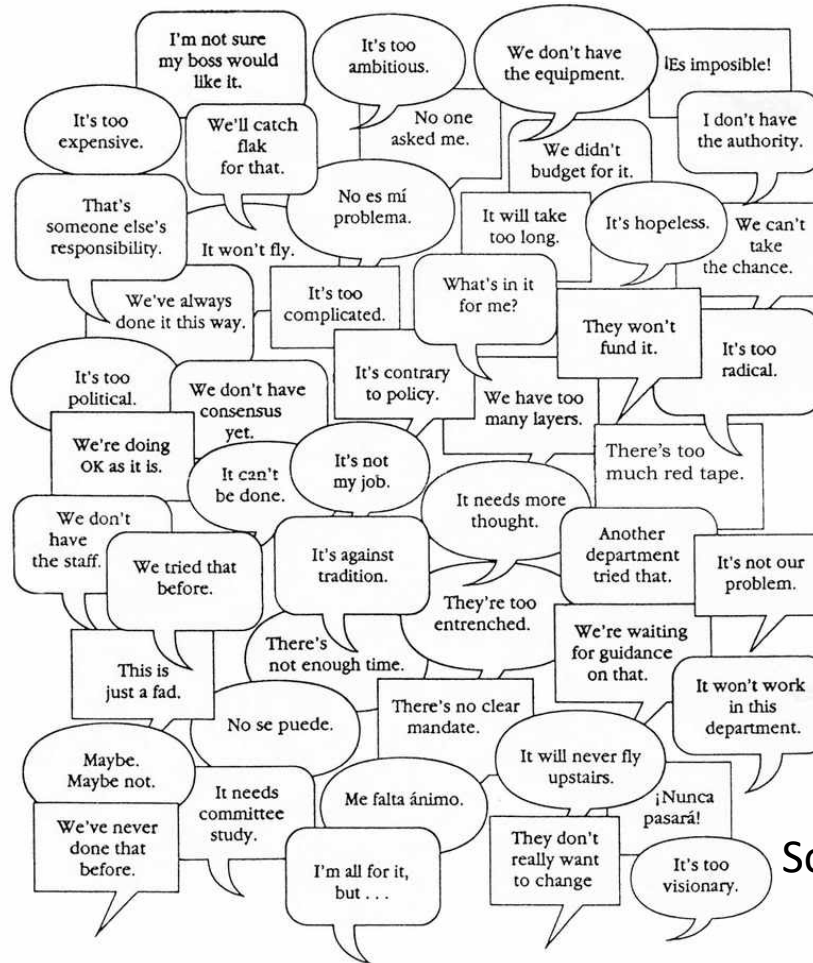 I'm not sure
my boss would
like it.
It's too
ambitious.
We don't have
the equipment.
¡Es imposible!
It's too
expensive.
We'll catch
flak
for that.
No one
asked me.
We didn't
budget for it.
I don't have
the authority.
That's
someone else's
responsibility.
It won't fly.
No es mí
problema.
It will take
too long.
It's hopeless.
We can't
take
the chance.
We've always
done it this way.
It's too
complicated.
What's in it
for me?
They won't
fund it.
It's too
radical.
It's too
political.
We don't have
consensus
yet.
It's contrary
to policy.
We have too
many layers.
We're doing
OK as it is.
It can't
be done.
It's not
my job.
It needs more
thought.
There's too
much red tape.
We don't
have
the staff.
We tried that
before.
It's against
tradition.
They're too
entrenched.
Another
department
tried that.
It's not our
problem.
This is
just a fad.
There's
not enough time.
We're waiting
for guidance
on that.
It won't work
in this
department.
No se puede.
There's no clear
mandate.
It will never fly
upstairs.
Maybe.
Maybe not.
It needs
committee
study.
Me falta ánimo.
¡Nunca
pasará!
We've never
done that
before.
I'm all for it,
but . . .
They don't
really want
to change
It's too
visionary.